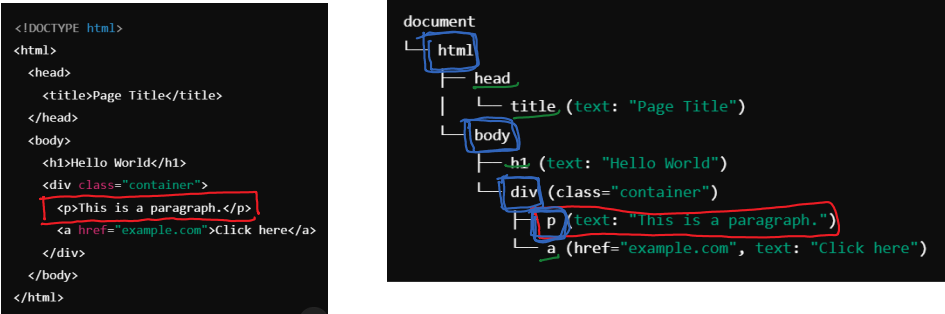 <!DOCTYPE html>
<html>
<head>
<title>Page Title</title>
</head>
<body>
<h1>Hello World</h1>
<div class="container">
<p>This is a paragraph.</p>
<a href="example.com">Click here</a>
</div>
</body>
</html>
document
html
head
title (text: "Page Title")
body
h1 (text: "Hello World")
div (class="container")
p (text: "This is a paragraph.")
a (href="example.com", text: "Click here")